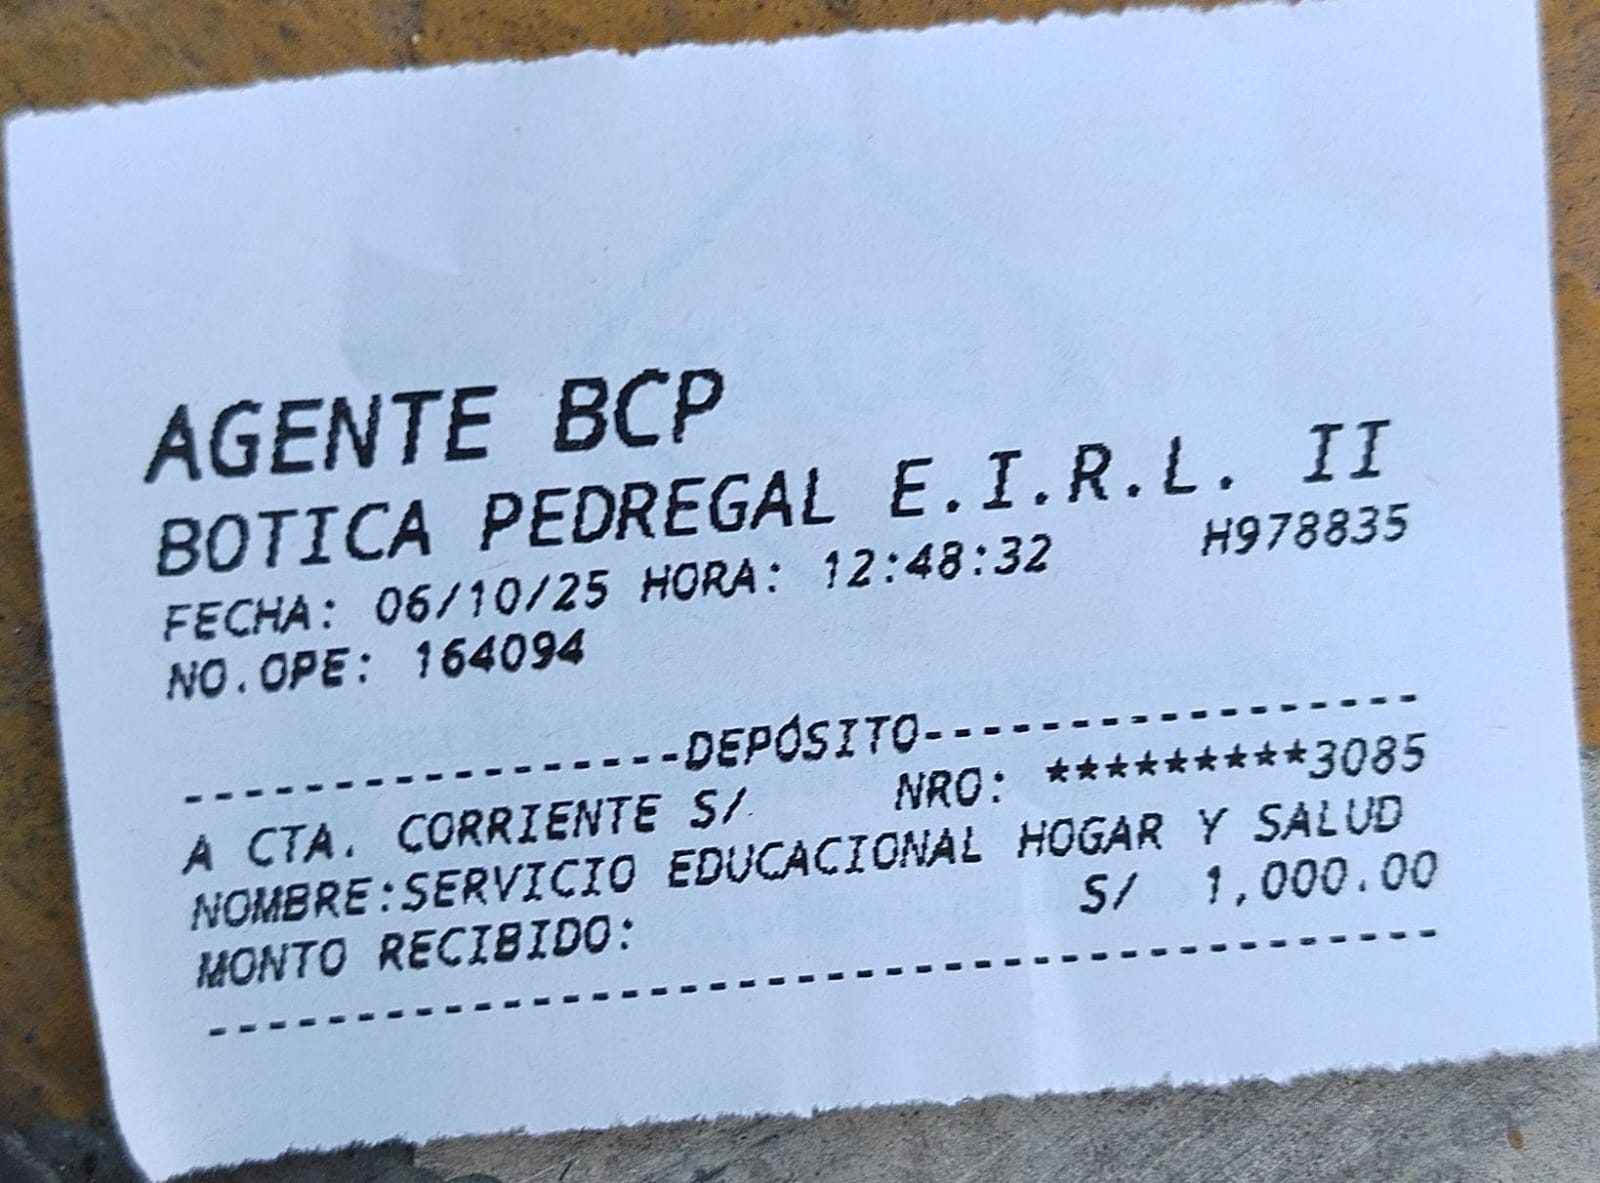 AGENTE BCP
BOTICA PEDREGAL E.I.R.L. II
FECHA: 06/10/25 HORA: 12:48:32 H978835
NO.OPE: 164094
-----------------DEPÓSITO-----------------
A CTA. CORRIENTE S/ NRO: *********3085
NOMBRE:SERVICIO EDUCACIONAL HOGAR Y SALUD
MONTO RECIBIDO: S/ 1,000.00
------------------------------------------